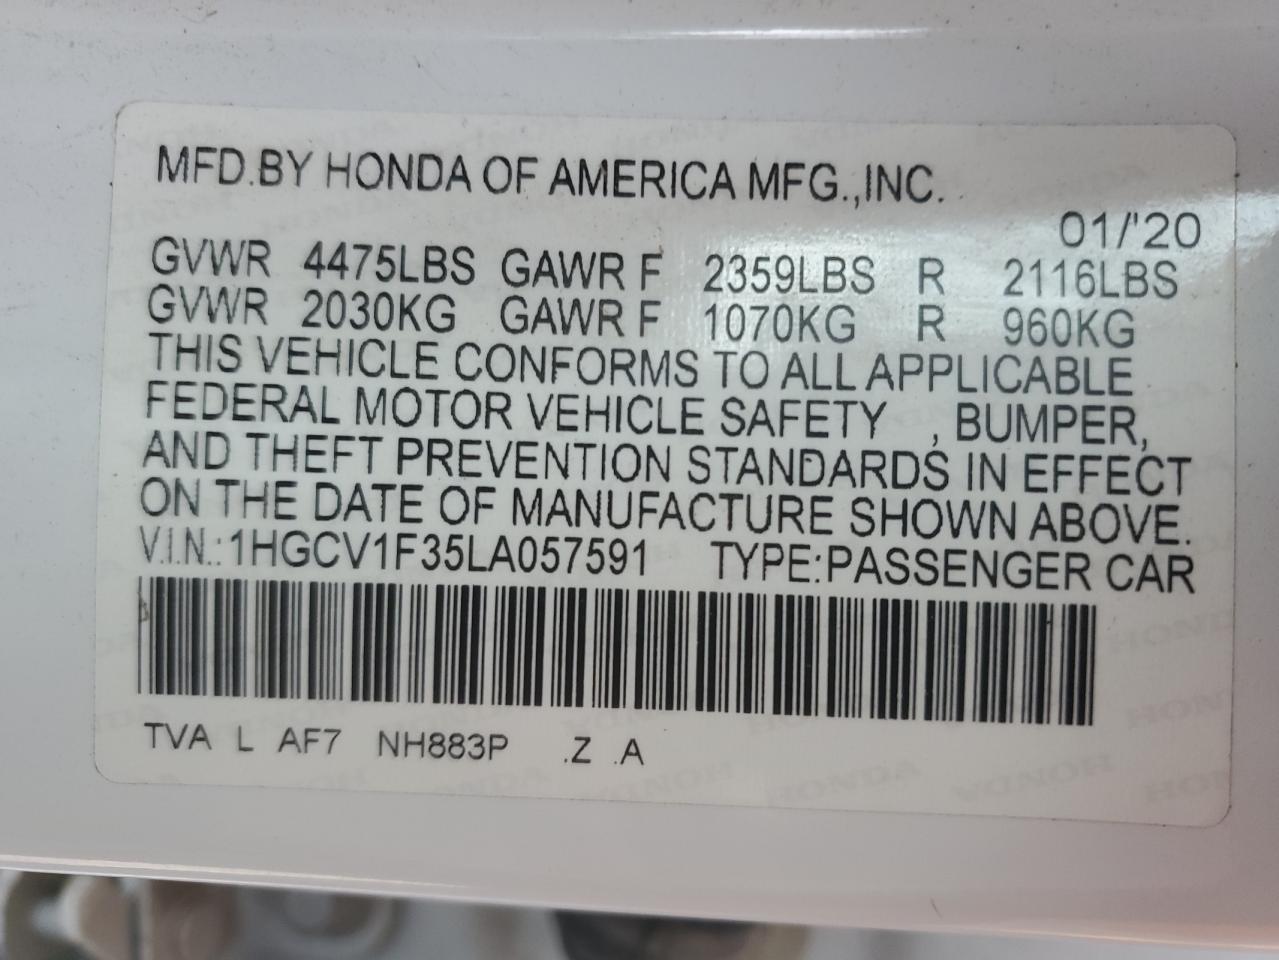 MFD.BY HONDA OF AMERICA MFG.,INC.
01/'20
GVWR 4475LBS GAWR F 2359LBS R 2116LBS
GVWR 2030KG GAWR F 1070KG R 960KG
THIS VEHICLE CONFORMS TO ALL APPLICABLE
FEDERAL MOTOR VEHICLE SAFETY , BUMPER,
AND THEFT PREVENTION STANDARDS IN EFFECT
ON THE DATE OF MANUFACTURE SHOWN ABOVE.
V.I.N.:1HGCV1F35LA057591 TYPE:PASSENGER CAR
TVA L AF7 NH883P .Z .A